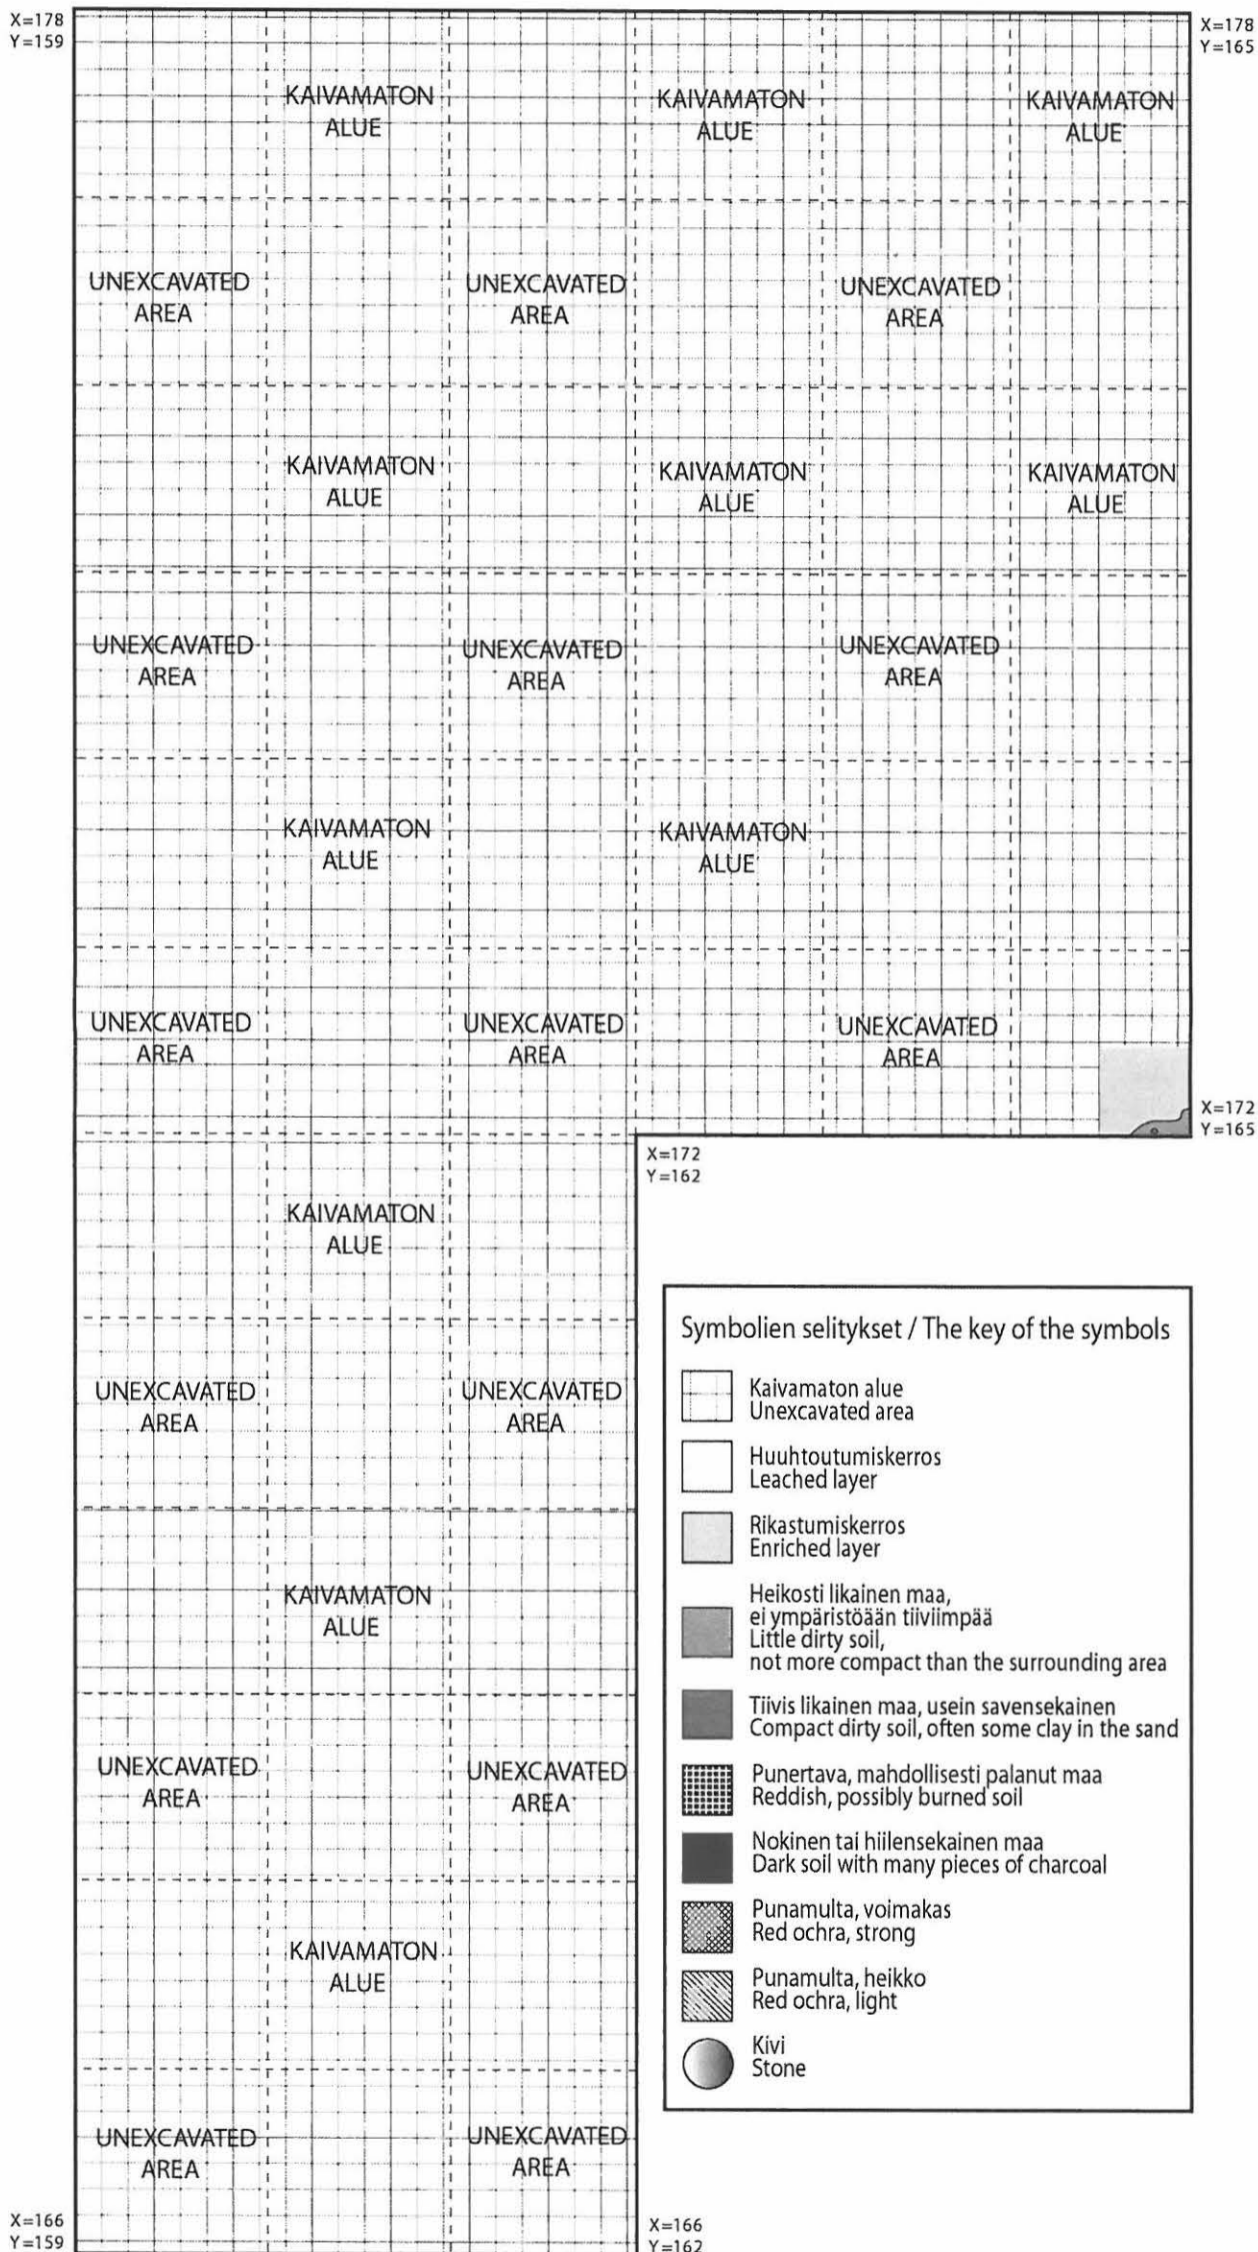 X=178
Y=159
X=178
Y=165
KAIVAMATON
ALUE
KAIVAMATON
ALUE
KAIVAMATON
ALUE
UNEXCAVATED
AREA
UNEXCAVATED
AREA
UNEXCAVATED
AREA
KAIVAMATON
ALUE
KAIVAMATON
ALUE
KAIVAMATON
ALUE
UNEXCAVATED
AREA
UNEXCAVATED
AREA
UNEXCAVATED
AREA
KAIVAMATON
ALUE
KAIVAMATON
ALUE
UNEXCAVATED
AREA
UNEXCAVATED
AREA
UNEXCAVATED
AREA
X=172
Y=165
X=172
Y=162
KAIVAMATON
ALUE
UNEXCAVATED
AREA
UNEXCAVATED
AREA
KAIVAMATON
ALUE
UNEXCAVATED
AREA
UNEXCAVATED
AREA
KAIVAMATON
ALUE
UNEXCAVATED
AREA
UNEXCAVATED
AREA
X=166
Y=159
X=166
Y=162
Symbolien selitykset / The key of the symbols
Kaivamaton alue
Unexcavated area
Huuhtoutumiskerros
Leached layer
Rikastumiskerros
Enriched layer
Heikosti likainen maa,
ei ympäristöään tiiviimpää
Little dirty soil,
not more compact than the surrounding area
Tiivis likainen maa, usein savensekainen
Compact dirty soil, often some clay in the sand
Punertava, mahdollisesti palanut maa
Reddish, possibly burned soil
Nokinen tai hiilensekainen maa
Dark soil with many pieces of charcoal
Punamulta, voimakas
Red ochra, strong
Punamulta, heikko
Red ochra, light
Kivi
Stone